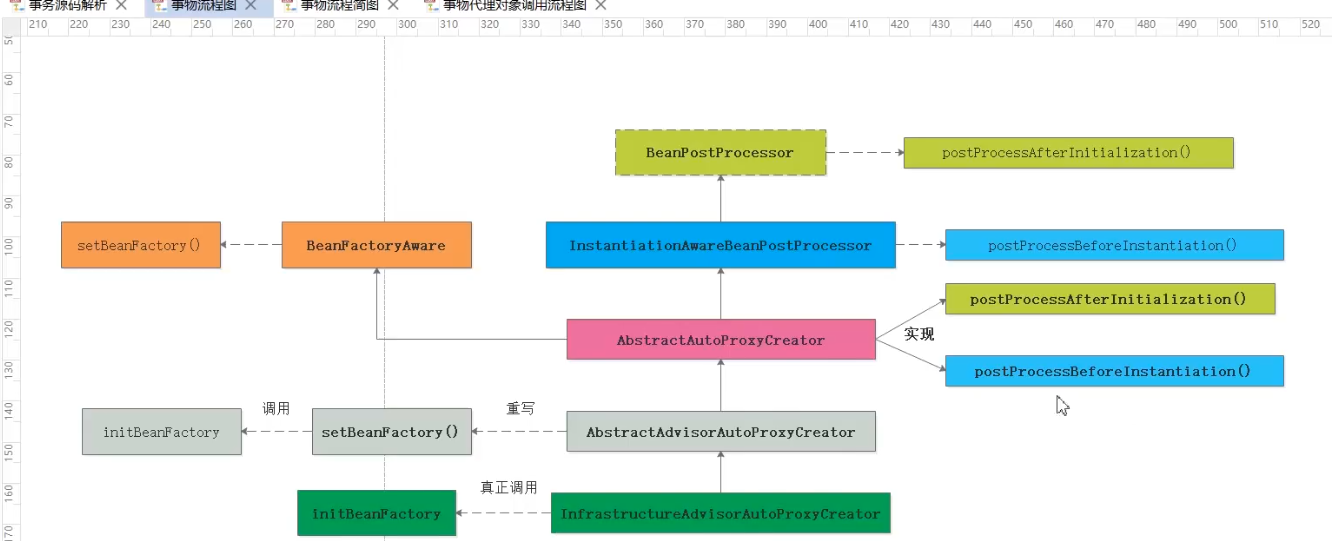 事务源码解析
事物流程图
事物流程简图
事物代理对象调用流程图
210 220 230 240 250 260 270 280 290 300 310 320 330 340 350 360 370 380 390 400 410 420 430 440 450 460 470 480 490 500 510 520
50
60
70
80
90
100
110
120
130
140
150
160
170
BeanPostProcessor
postProcessAfterInitialization()
setBeanFactory()
BeanFactoryAware
InstantiationAwareBeanPostProcessor
postProcessBeforeInstantiation()
postProcessAfterInitialization()
AbstractAutoProxyCreator
实现
postProcessBeforeInstantiation()
initBeanFactory
调用
setBeanFactory()
重写
AbstractAdvisorAutoProxyCreator
initBeanFactory
真正调用
InfrastructureAdvisorAutoProxyCreator